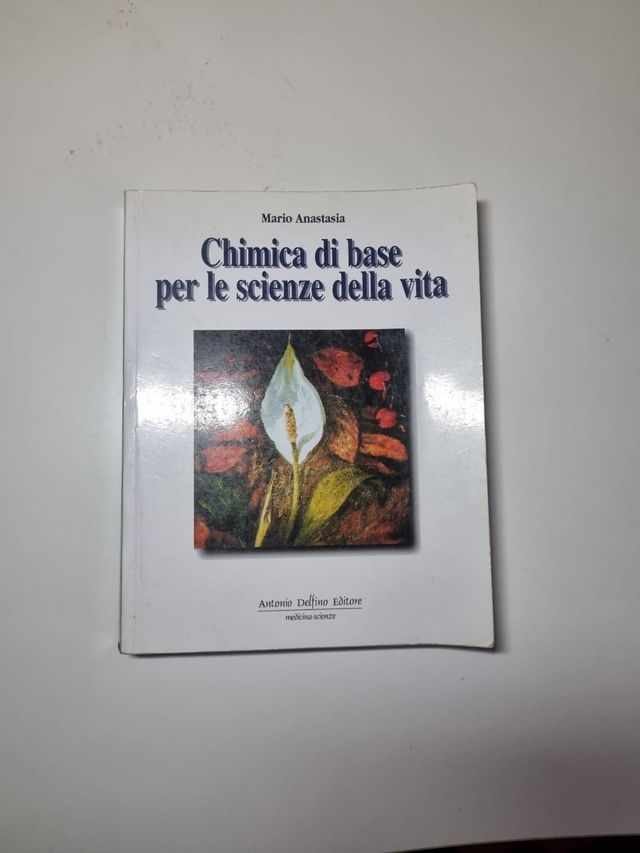 Mario Anastasia
Chimica di base
per le scienze della vita
Antonio Delfino Editore
medicina-scienze